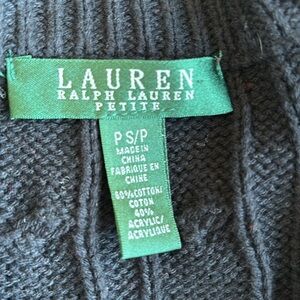 LAUREN
RALPH LAUREN
PETITE
P S/P
MADE IN
CHINA
FABRIQUE EN
CHINE
60% COTTON/
COTON
40%
ACRYLIC/
ACRYLIQUE